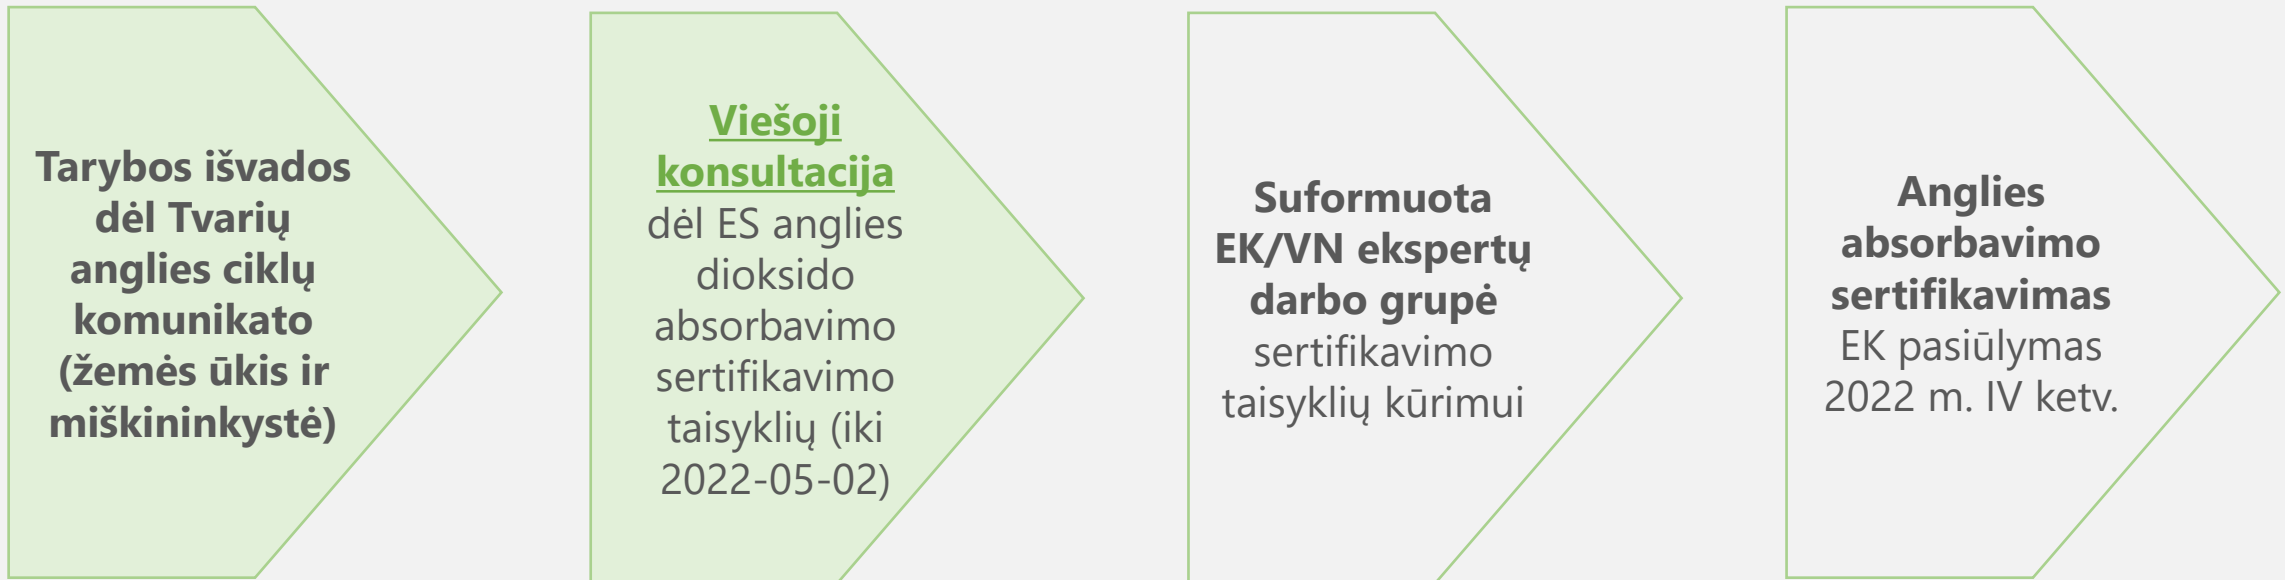 Tarybos išvados
dėl Tvarių
anglies ciklų
komunikato
(žemės ūkis ir
miškininkystė)
Viešoji
konsultacija
dėl ES anglies
dioksido
absorbavimo
sertifikavimo
taisyklių (iki
2022-05-02)
Suformuota
EK/VN ekspertų
darbo grupė
sertifikavimo
taisyklių kūrimui
Anglies
absorbavimo
sertifikavimas
EK pasiūlymas
2022 m. IV ketv.